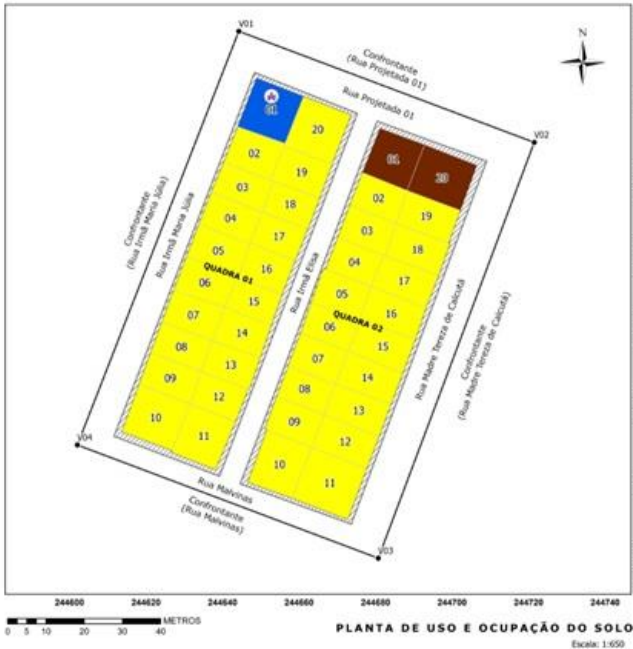 V01
N
Confrontante
(Rua Projetada 01)
Rua Projetada 01
V02
01
20
02
19
03
18
04
17
05
16
QUADRA 01
06
15
07
14
08
13
09
12
10
11
01
20
02
19
03
18
04
17
05
16
QUADRA 02
06
15
07
14
08
13
09
12
10
11
Confrontante
(Rua Irmã Maria Júlia)
Rua Irmã Maria Júlia
Rua Irmã Elisa
Rua Madre Tereza de Calcutá
Confrontante
(Rua Madre Tereza de Calcutá)
V04
Rua Malvinas
Confrontante
(Rua Malvinas)
V03
244600 244620 244640 244660 244680 244700 244720 244740
METROS
0 5 10 20 30 40
PLANTA DE USO E OCUPAÇÃO DO SOLO
Escala: 1:650